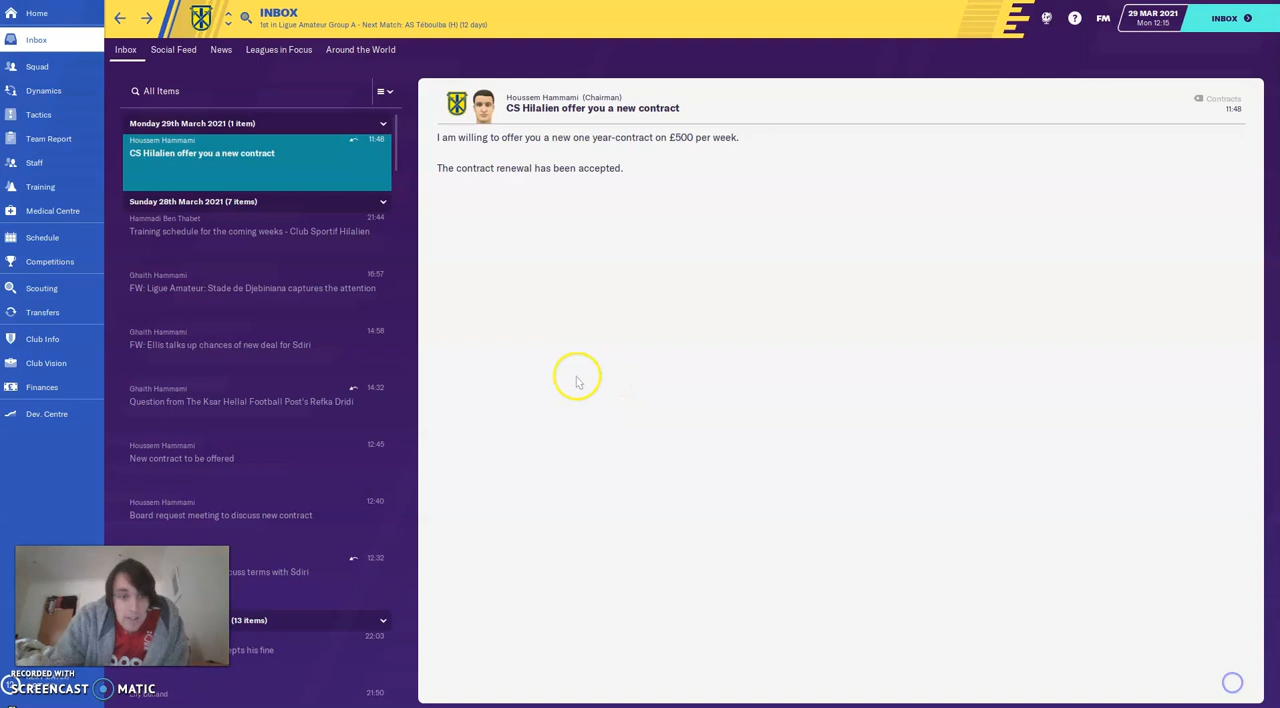 Home
INBOX
1st in Ligue Amateur Group A - Next Match: AS Téboulba (H) (12 days)
FM
29 MAR 2021
Mon 12:15
INBOX
Inbox
Squad
Dynamics
Tactics
Team Report
Staff
Training
Medical Centre
Schedule
Competitions
Scouting
Transfers
Club Info
Club Vision
Finances
Dev. Centre
Inbox Social Feed News Leagues in Focus Around the World
All Items
Monday 29th March 2021 (1 item)
Houssem Hammami 11:48
CS Hilalien offer you a new contract
Sunday 28th March 2021 (7 items)
Hammadi Ben Thabet 21:44
Training schedule for the coming weeks - Club Sportif Hilalien
Ghaith Hammami 16:57
FW: Ligue Amateur: Stade de Djebiniana captures the attention
Ghaith Hammami 14:58
FW: Ellis talks up chances of new deal for Sdiri
Ghaith Hammami 14:32
Question from The Ksar Hellal Football Post's Refka Dridi
Houssem Hammami 12:45
New contract to be offered
Houssem Hammami 12:40
Board request meeting to discuss new contract
12:32
cuss terms with Sdiri
(13 items)
22:03
epts his fine
21:50
Houssem Hammami (Chairman)
CS Hilalien offer you a new contract
Contracts
11:48
I am willing to offer you a new one year-contract on £500 per week.
The contract renewal has been accepted.
RECORDED WITH
SCREENCAST MATIC